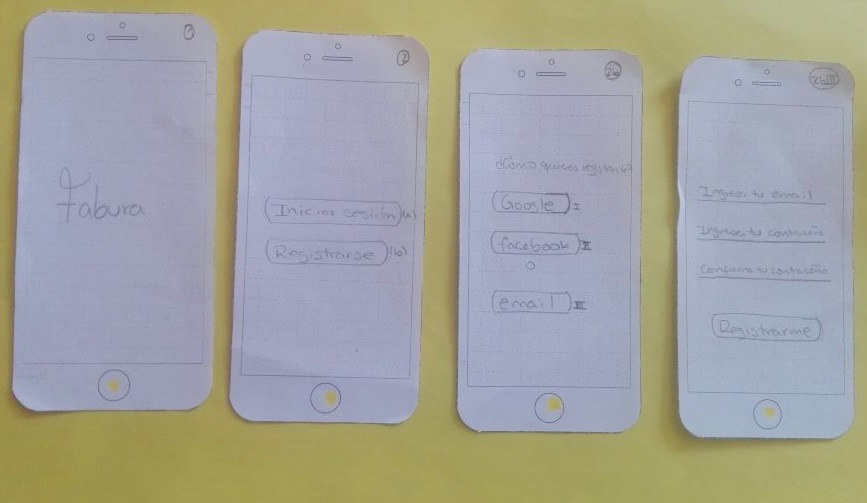 1
Fabura
2
Iniciar sesión (a)
Registrarse (b)
2b
¿Cómo quieres registrarte?
Google I
facebook II
o
email III
2bIII
Ingresa tu email
Ingresa tu contraseña
Confirma tu contraseña
Registrarme